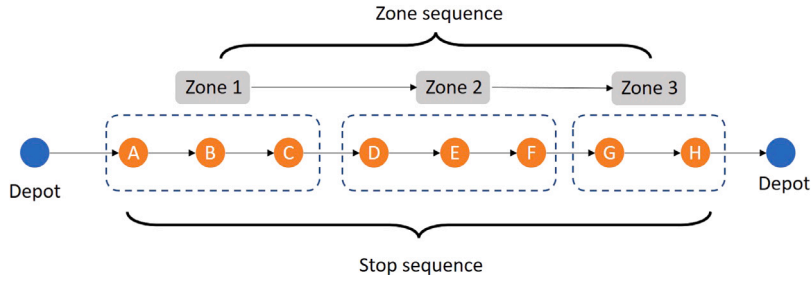 Zone sequence
Zone 1 Zone 2 Zone 3
A B C D E F G H
Depot Depot
Stop sequence